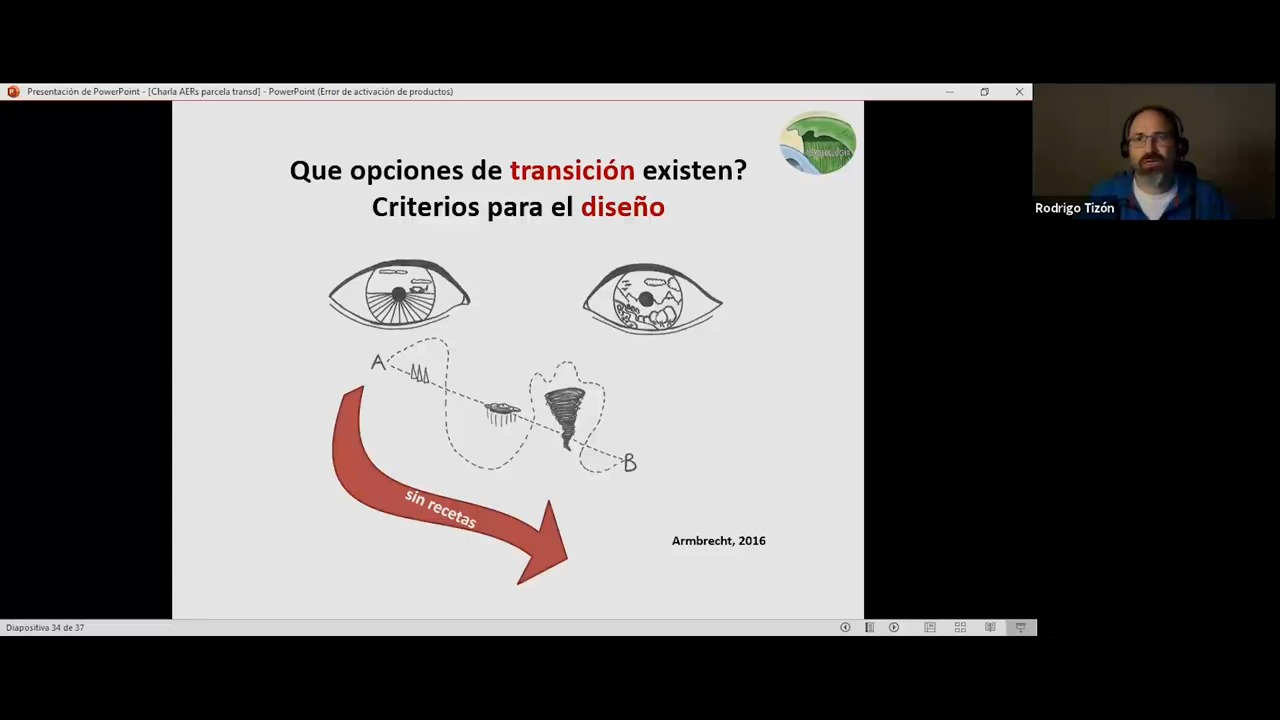 Presentación de PowerPoint - [Charla AERs parcela transd] - PowerPoint (Error de activación de productos)
Que opciones de transición existen?
Criterios para el diseño
A
B
sin recetas
Armbrecht, 2016
Rodrigo Tizón
Diapositiva 34 de 37